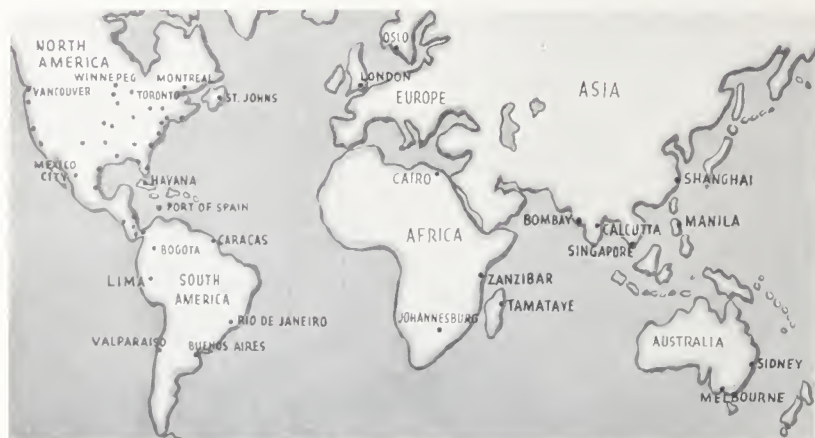 NORTH
AMERICA
WINNEPEG
MONTREAL
VANCOUVER
TORONTO
ST. JOHNS
MEXICO
CITY
HAVANA
PORT OF SPAIN
CARACAS
BOGOTA
LIMA
SOUTH
AMERICA
RIO DE JANEIRO
VALPARAISO
BUENOS AIRES
OSLO
LONDON
EUROPE
ASIA
CAIRO
AFRICA
ZANZIBAR
TAMATAYE
JOHANNESBURG
BOMBAY
CALCUTTA
SINGAPORE
SHANGHAI
MANILA
AUSTRALIA
SIDNEY
MELBOURNE